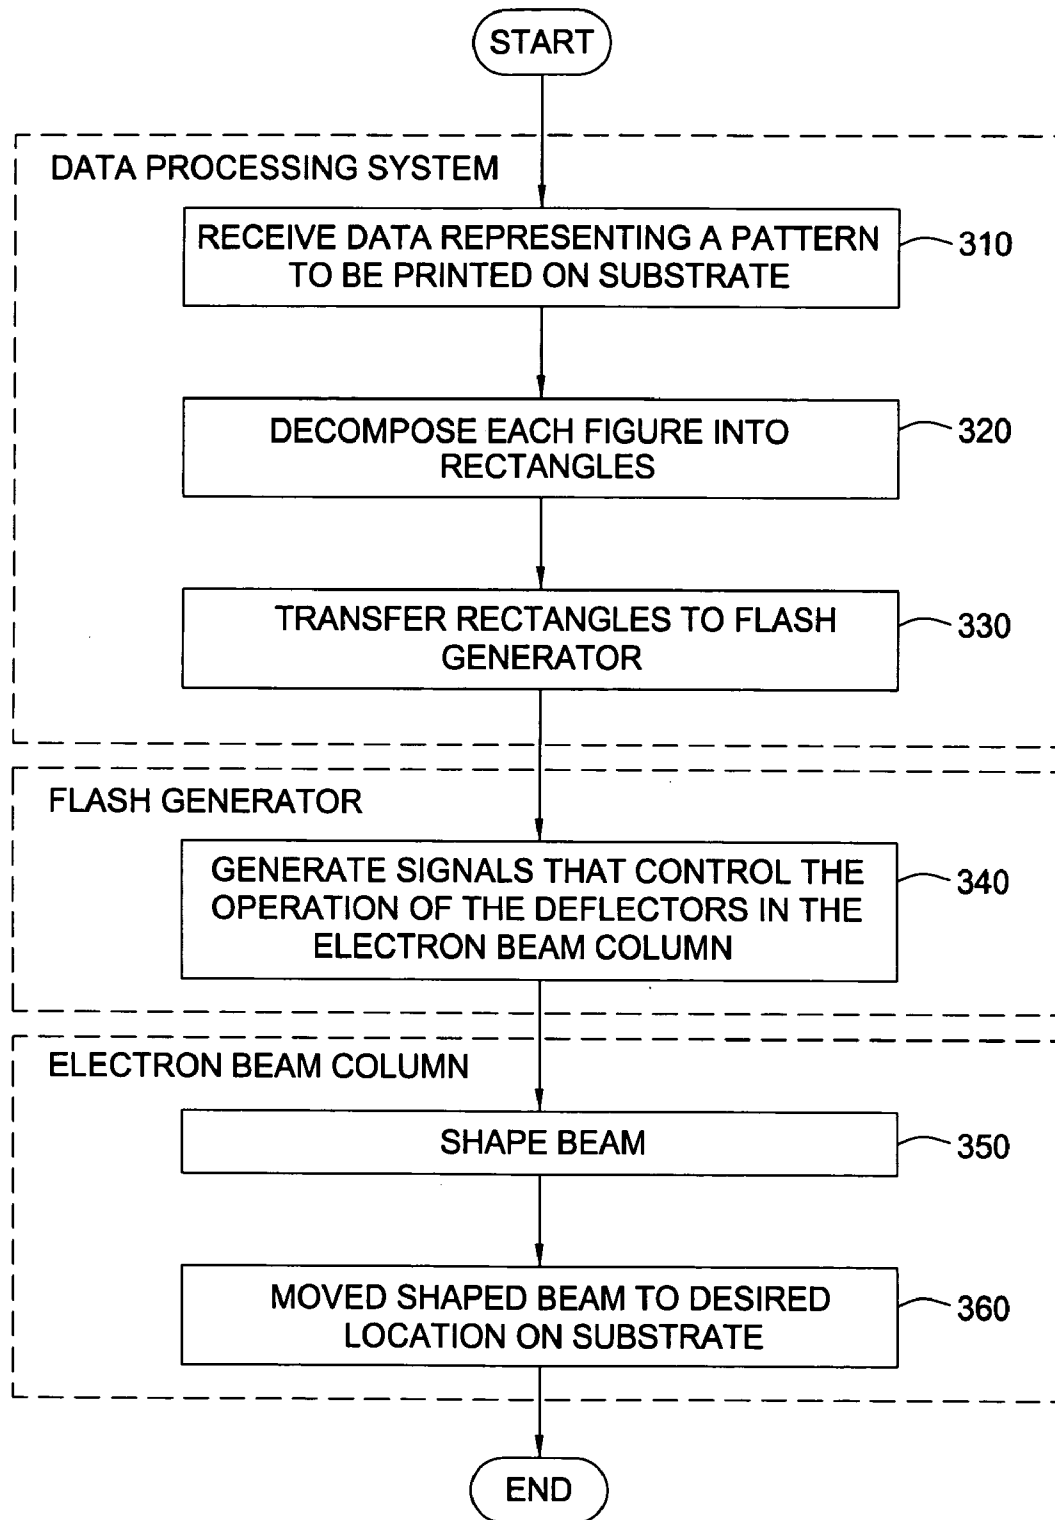 START
DATA PROCESSING SYSTEM
RECEIVE DATA REPRESENTING A PATTERN
TO BE PRINTED ON SUBSTRATE
310
DECOMPOSE EACH FIGURE INTO
RECTANGLES
320
TRANSFER RECTANGLES TO FLASH
GENERATOR
330
FLASH GENERATOR
GENERATE SIGNALS THAT CONTROL THE
OPERATION OF THE DEFLECTORS IN THE
ELECTRON BEAM COLUMN
340
ELECTRON BEAM COLUMN
SHAPE BEAM
350
MOVED SHAPED BEAM TO DESIRED
LOCATION ON SUBSTRATE
360
END